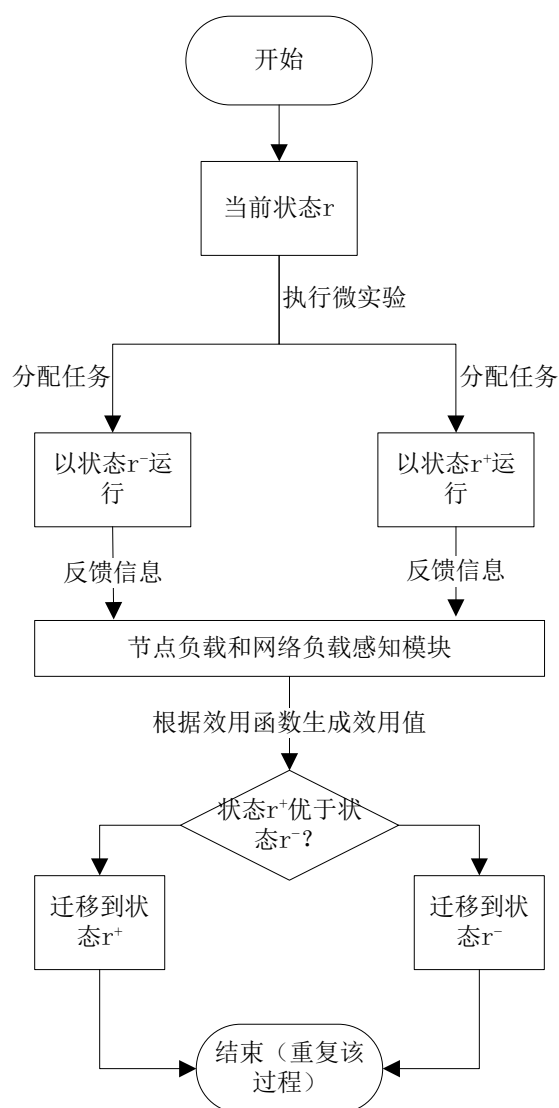 开始
当前状态r
执行微实验
分配任务
分配任务
以状态r⁻运
行
以状态r⁺运
行
反馈信息
反馈信息
节点负载和网络负载感知模块
根据效用函数生成效用值
状态r⁺优于状
态r⁻？
迁移到状
态r⁺
迁移到状
态r⁻
结束（重复该
过程）